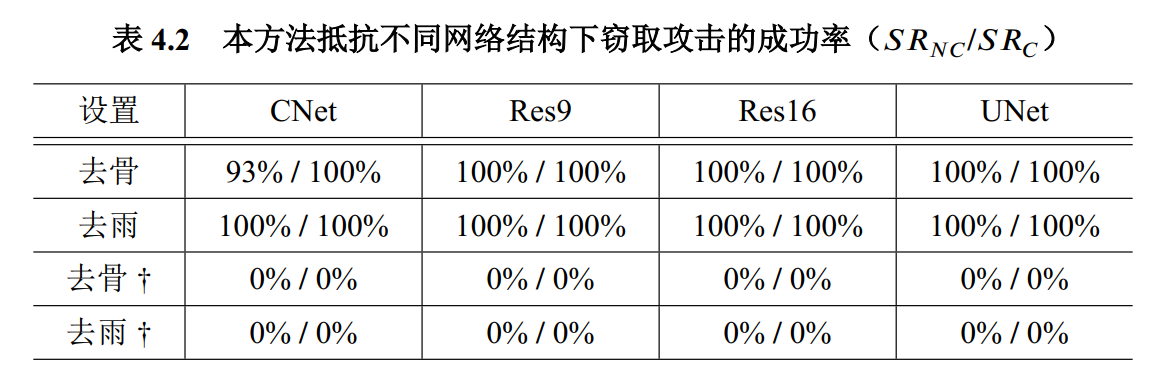 表 4.2 本方法抵抗不同网络结构下窃取攻击的成功率（SR_NC/SR_C）
设置 CNet Res9 Res16 UNet
去骨 93% / 100% 100% / 100% 100% / 100% 100% / 100%
去雨 100% / 100% 100% / 100% 100% / 100% 100% / 100%
去骨 † 0% / 0% 0% / 0% 0% / 0% 0% / 0%
去雨 † 0% / 0% 0% / 0% 0% / 0% 0% / 0%